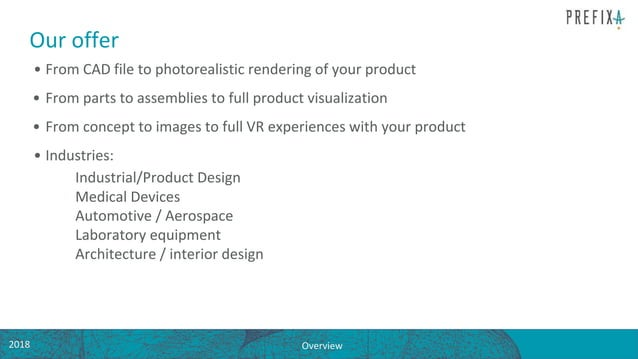 PREFIXA
Our offer
• From CAD file to photorealistic rendering of your product
• From parts to assemblies to full product visualization
• From concept to images to full VR experiences with your product
• Industries:
Industrial/Product Design
Medical Devices
Automotive / Aerospace
Laboratory equipment
Architecture / interior design
2018
Overview